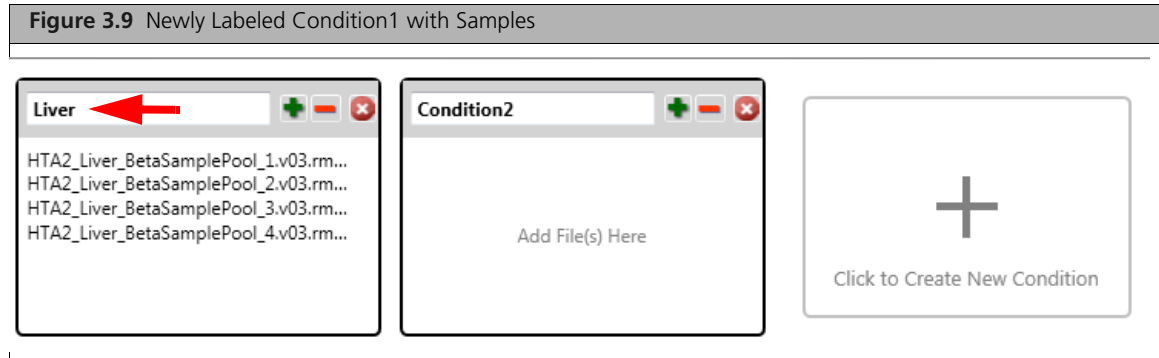 Figure 3.9 Newly Labeled Condition1 with Samples
Liver
HTA2_Liver_BetaSamplePool_1.v03.rm...
HTA2_Liver_BetaSamplePool_2.v03.rm...
HTA2_Liver_BetaSamplePool_3.v03.rm...
HTA2_Liver_BetaSamplePool_4.v03.rm...
Condition2
Add File(s) Here
Click to Create New Condition